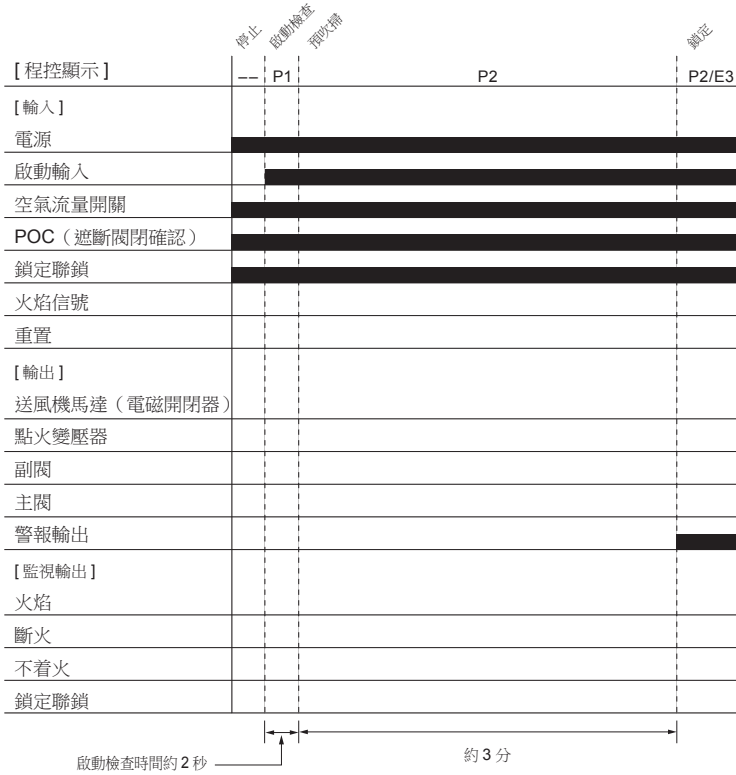 停止
啟動檢查
預吹掃
鎖定
[ 程控顯示 ] –– P1 P2 P2/E3
[ 輸入 ]
電源
啟動輸入
空氣流量開關
POC（遮斷閥閉確認）
鎖定聯鎖
火焰信號
重置
[ 輸出 ]
送風機馬達（電磁開閉器）
點火變壓器
副閥
主閥
警報輸出
[ 監視輸出 ]
火焰
斷火
不着火
鎖定聯鎖
啟動檢查時間約 2 秒
約 3 分